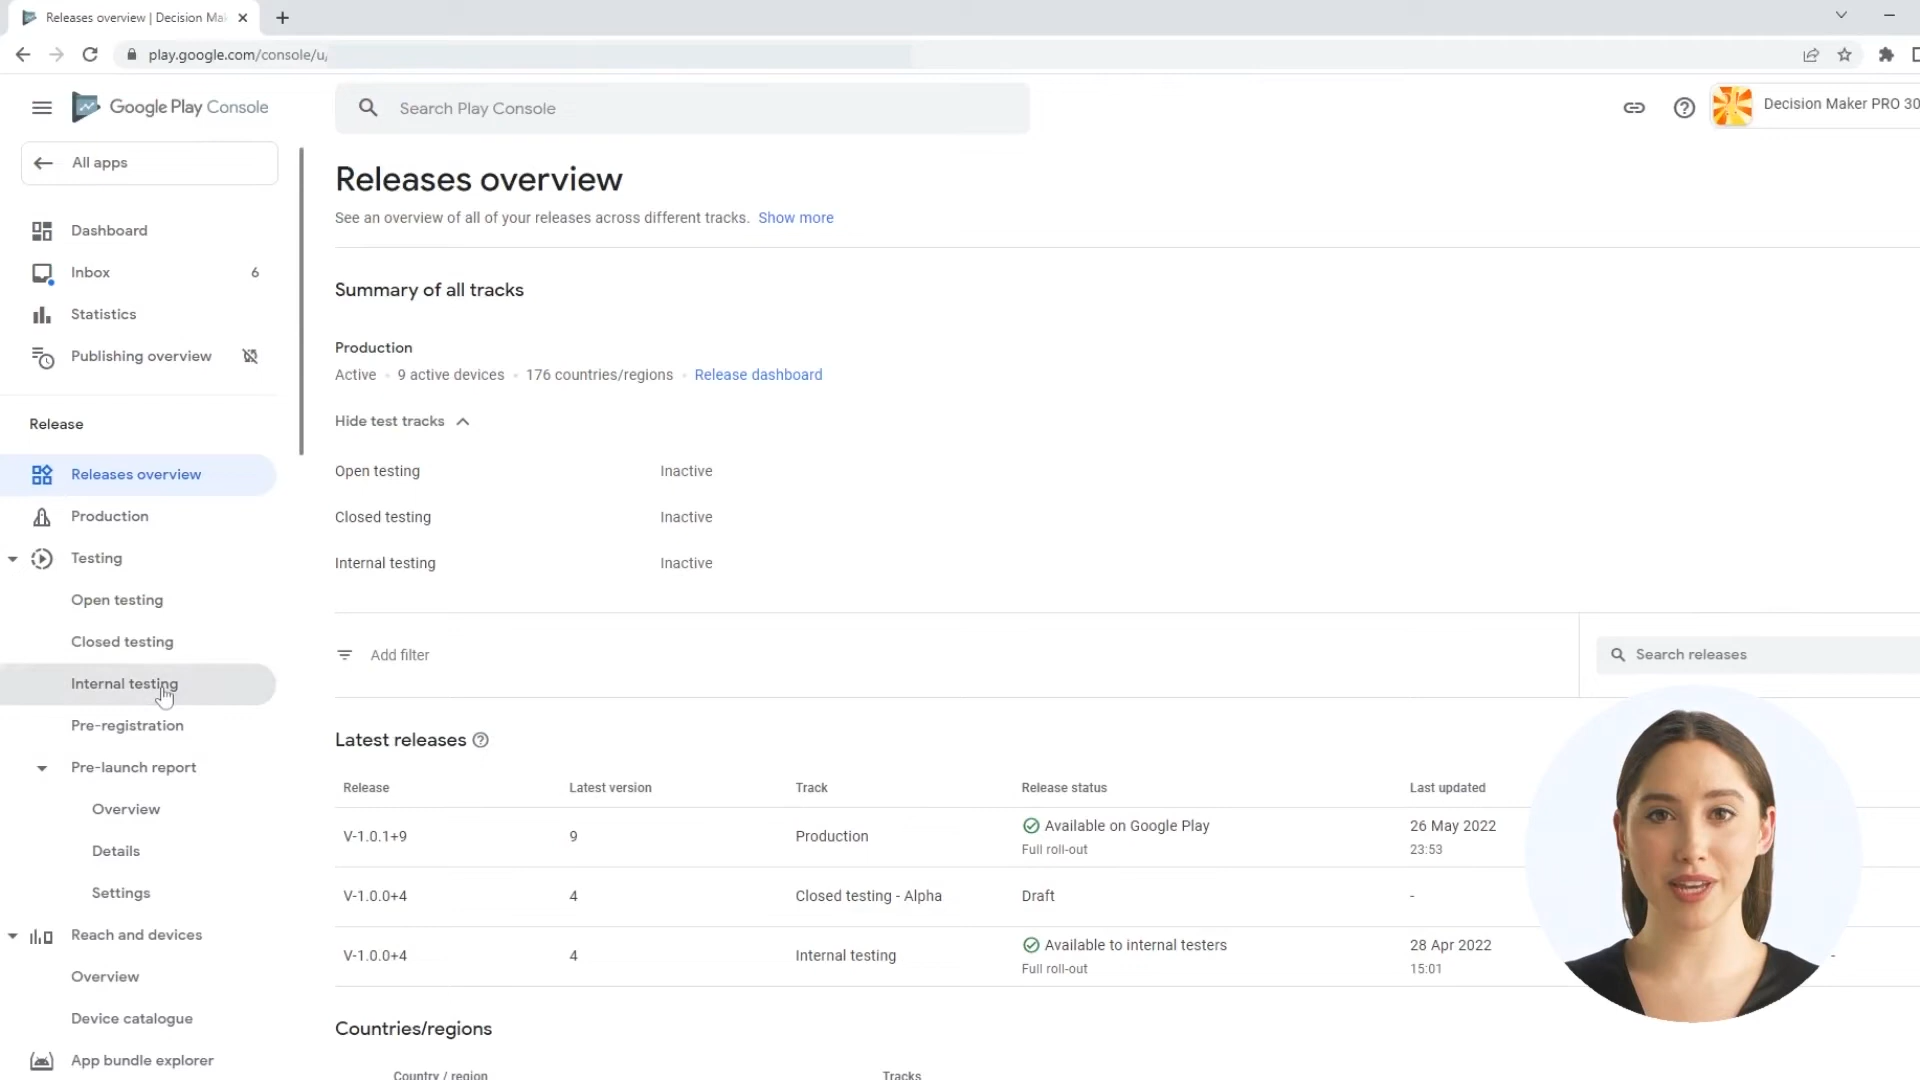 Releases overview | Decision Mak
play.google.com/console/u/
Google Play Console
Search Play Console
Decision Maker PRO 30
All apps
Dashboard
Inbox 6
Statistics
Publishing overview
Release
Releases overview
Production
Testing
Open testing
Closed testing
Internal testing
Pre-registration
Pre-launch report
Overview
Details
Settings
Reach and devices
Overview
Device catalogue
App bundle explorer
Releases overview
See an overview of all of your releases across different tracks. Show more
Summary of all tracks
Production
Active • 9 active devices • 176 countries/regions • Release dashboard
Hide test tracks
Open testing Inactive
Closed testing Inactive
Internal testing Inactive
Add filter
Search releases
Latest releases
Release Latest version Track Release status Last updated
V-1.0.1+9 9 Production Available on Google Play 26 May 2022
Full roll-out 23:53
V-1.0.0+4 4 Closed testing - Alpha Draft -
V-1.0.0+4 4 Internal testing Available to internal testers 28 Apr 2022
Full roll-out 15:01
Countries/regions
Country / region Tracks